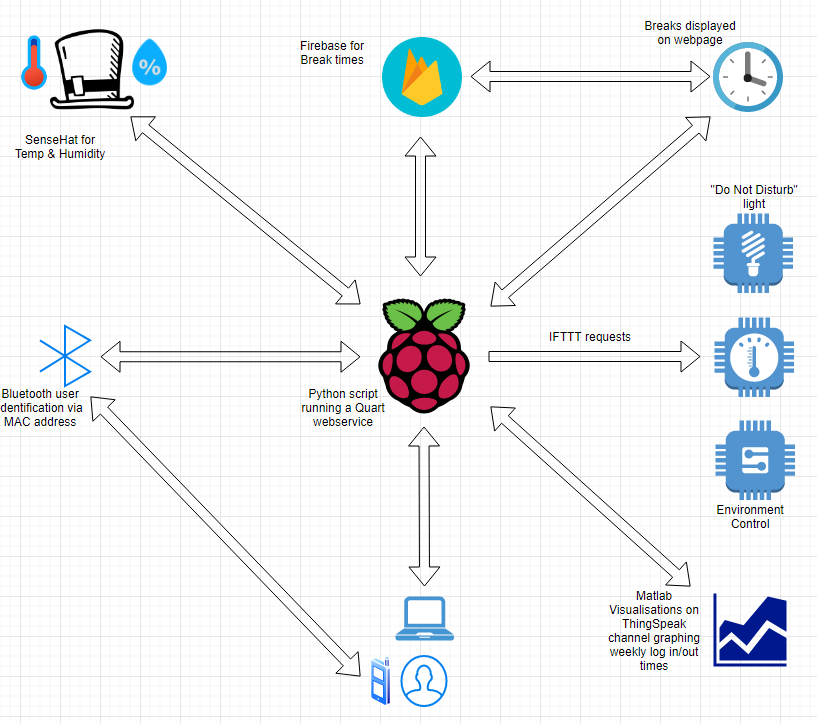 Breaks displayed
on webpage
Firebase for
Break times
%
SenseHat for
Temp & Humidity
"Do Not Disturb"
light
IFTTT requests
Bluetooth user
dentification via
MAC address
Python script
running a Quart
webservice
Environment
Control
Matlab
Visualisations on
ThingSpeak
channel graphing
weekly log in/out
times